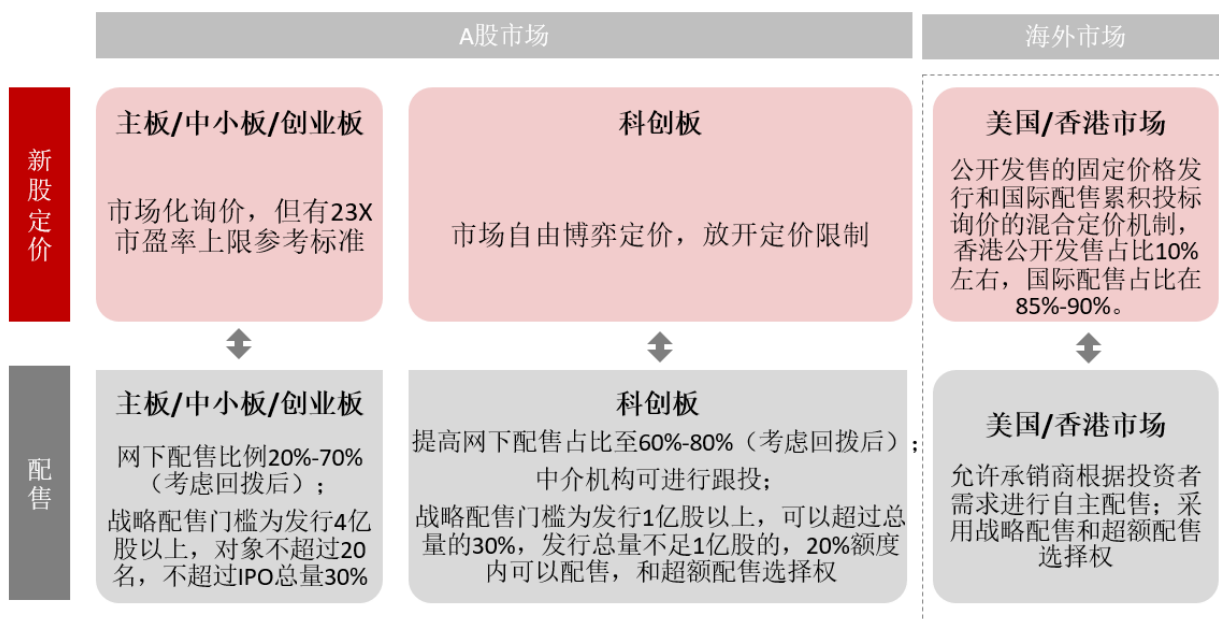 A股市场
海外市场
新股定价
主板/中小板/创业板
市场化询价，但有23X
市盈率上限参考标准
科创板
市场自由博弈定价，放开定价限制
美国/香港市场
公开发售的固定价格发
行和国际配售累积投标
询价的混合定价机制，
香港公开发售占比10%
左右，国际配售占比在
85%-90%。
配售
主板/中小板/创业板
网下配售比例20%-70%
（考虑回拨后）；
战略配售门槛为发行4亿
股以上，对象不超过20
名，不超过IPO总量30%
科创板
提高网下配售占比至60%-80%（考虑回拨后）；
中介机构可进行跟投；
战略配售门槛为发行1亿股以上，可以超过总
量的30%，发行总量不足1亿股的，20%额度
内可以配售，和超额配售选择权
美国/香港市场
允许承销商根据投资者
需求进行自主配售；采
用战略配售和超额配售
选择权